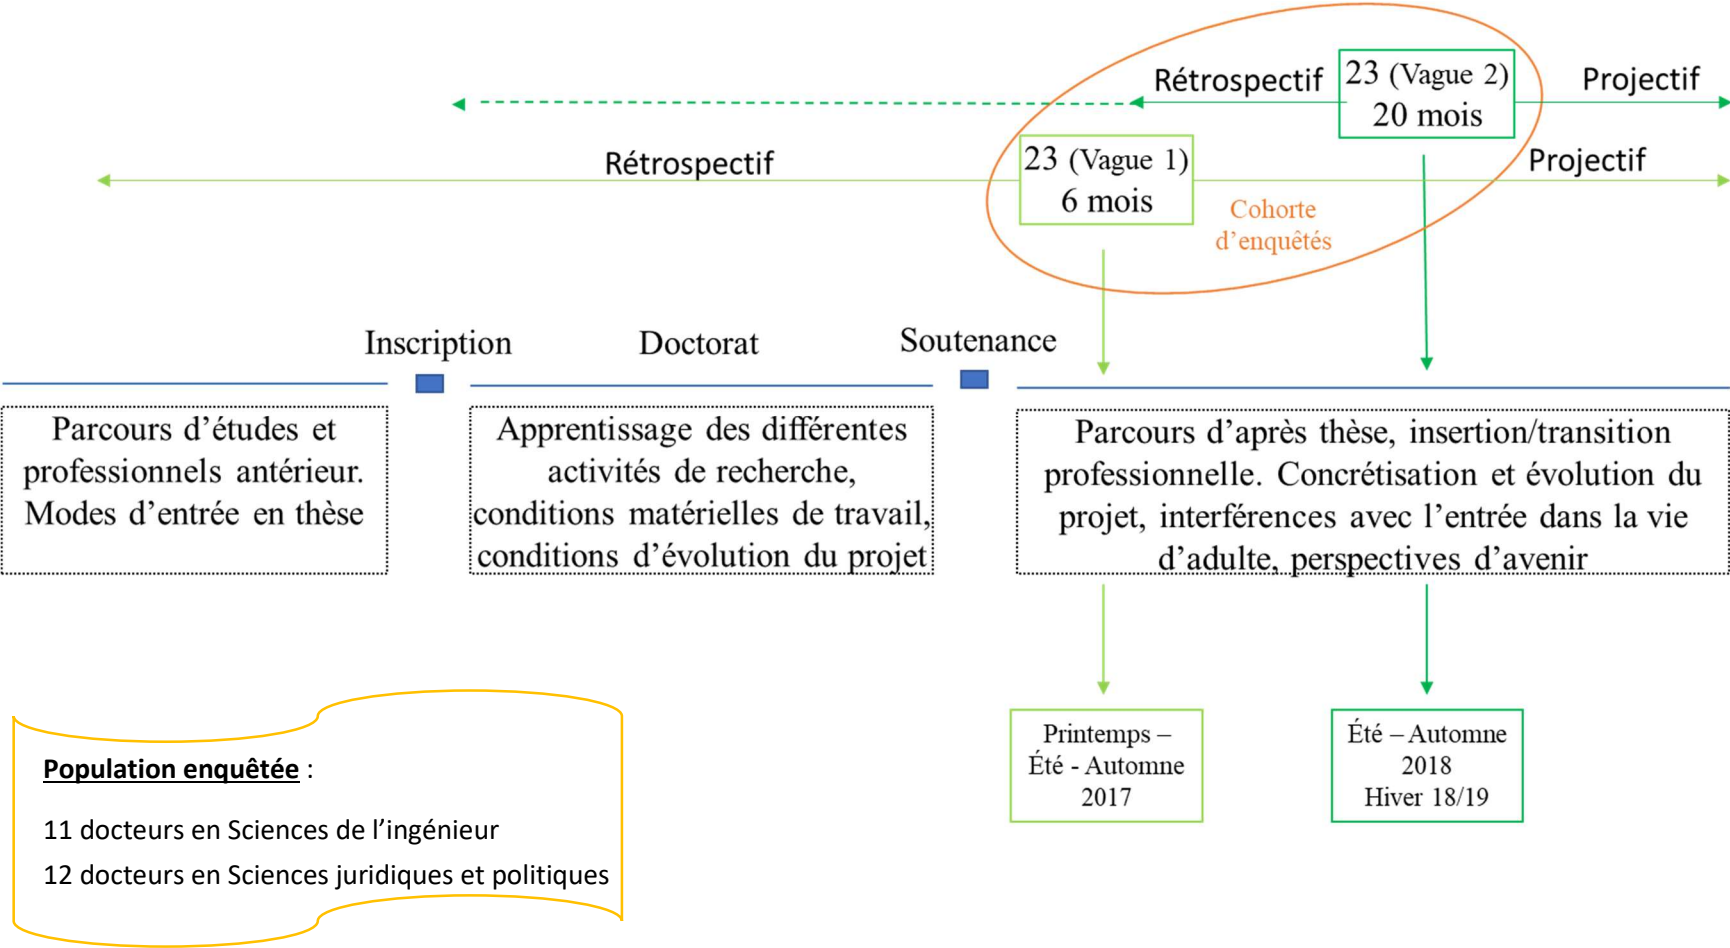 Rétrospectif
23 (Vague 2)
20 mois
Projectif
Rétrospectif
23 (Vague 1)
6 mois
Projectif
Cohorte
d’enquêtés
Inscription
Doctorat
Soutenance
Parcours d’études et
professionnels antérieur.
Modes d’entrée en thèse
Apprentissage des différentes
activités de recherche,
conditions matérielles de travail,
conditions d’évolution du projet
Parcours d’après thèse, insertion/transition
professionnelle. Concrétisation et évolution du
projet, interférences avec l’entrée dans la vie
d’adulte, perspectives d’avenir
Printemps –
Été - Automne
2017
Été – Automne
2018
Hiver 18/19
Population enquêtée :
11 docteurs en Sciences de l’ingénieur
12 docteurs en Sciences juridiques et politiques